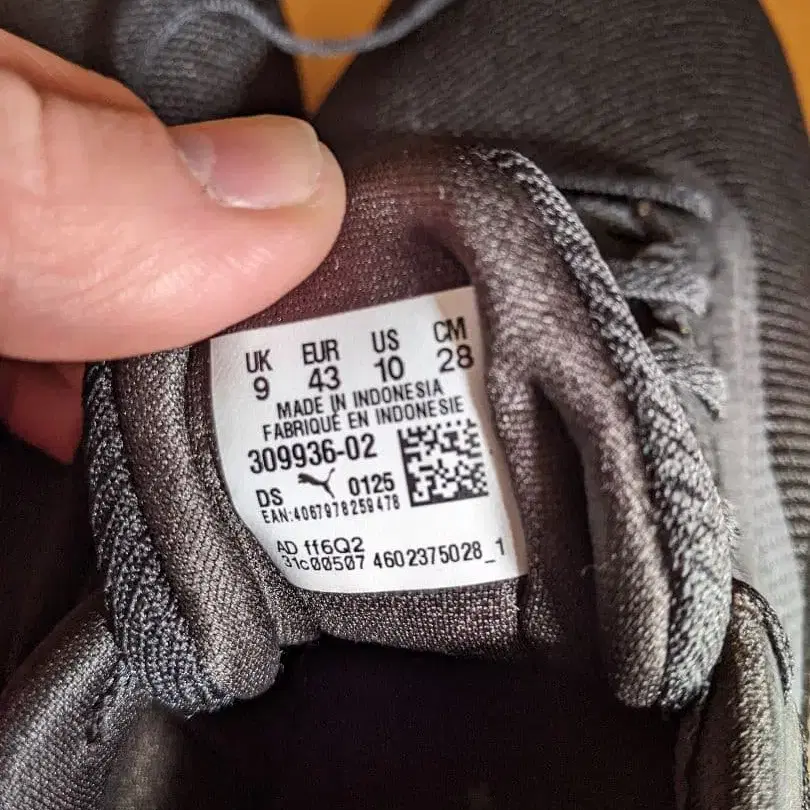 UK EUR US CM
9 43 10 28
MADE IN INDONESIA
FABRIQUÉ EN INDONESIE
309936-02
DS 0125
EAN:4067978259478
AD ff6Q2
31c00507 4602375028_1